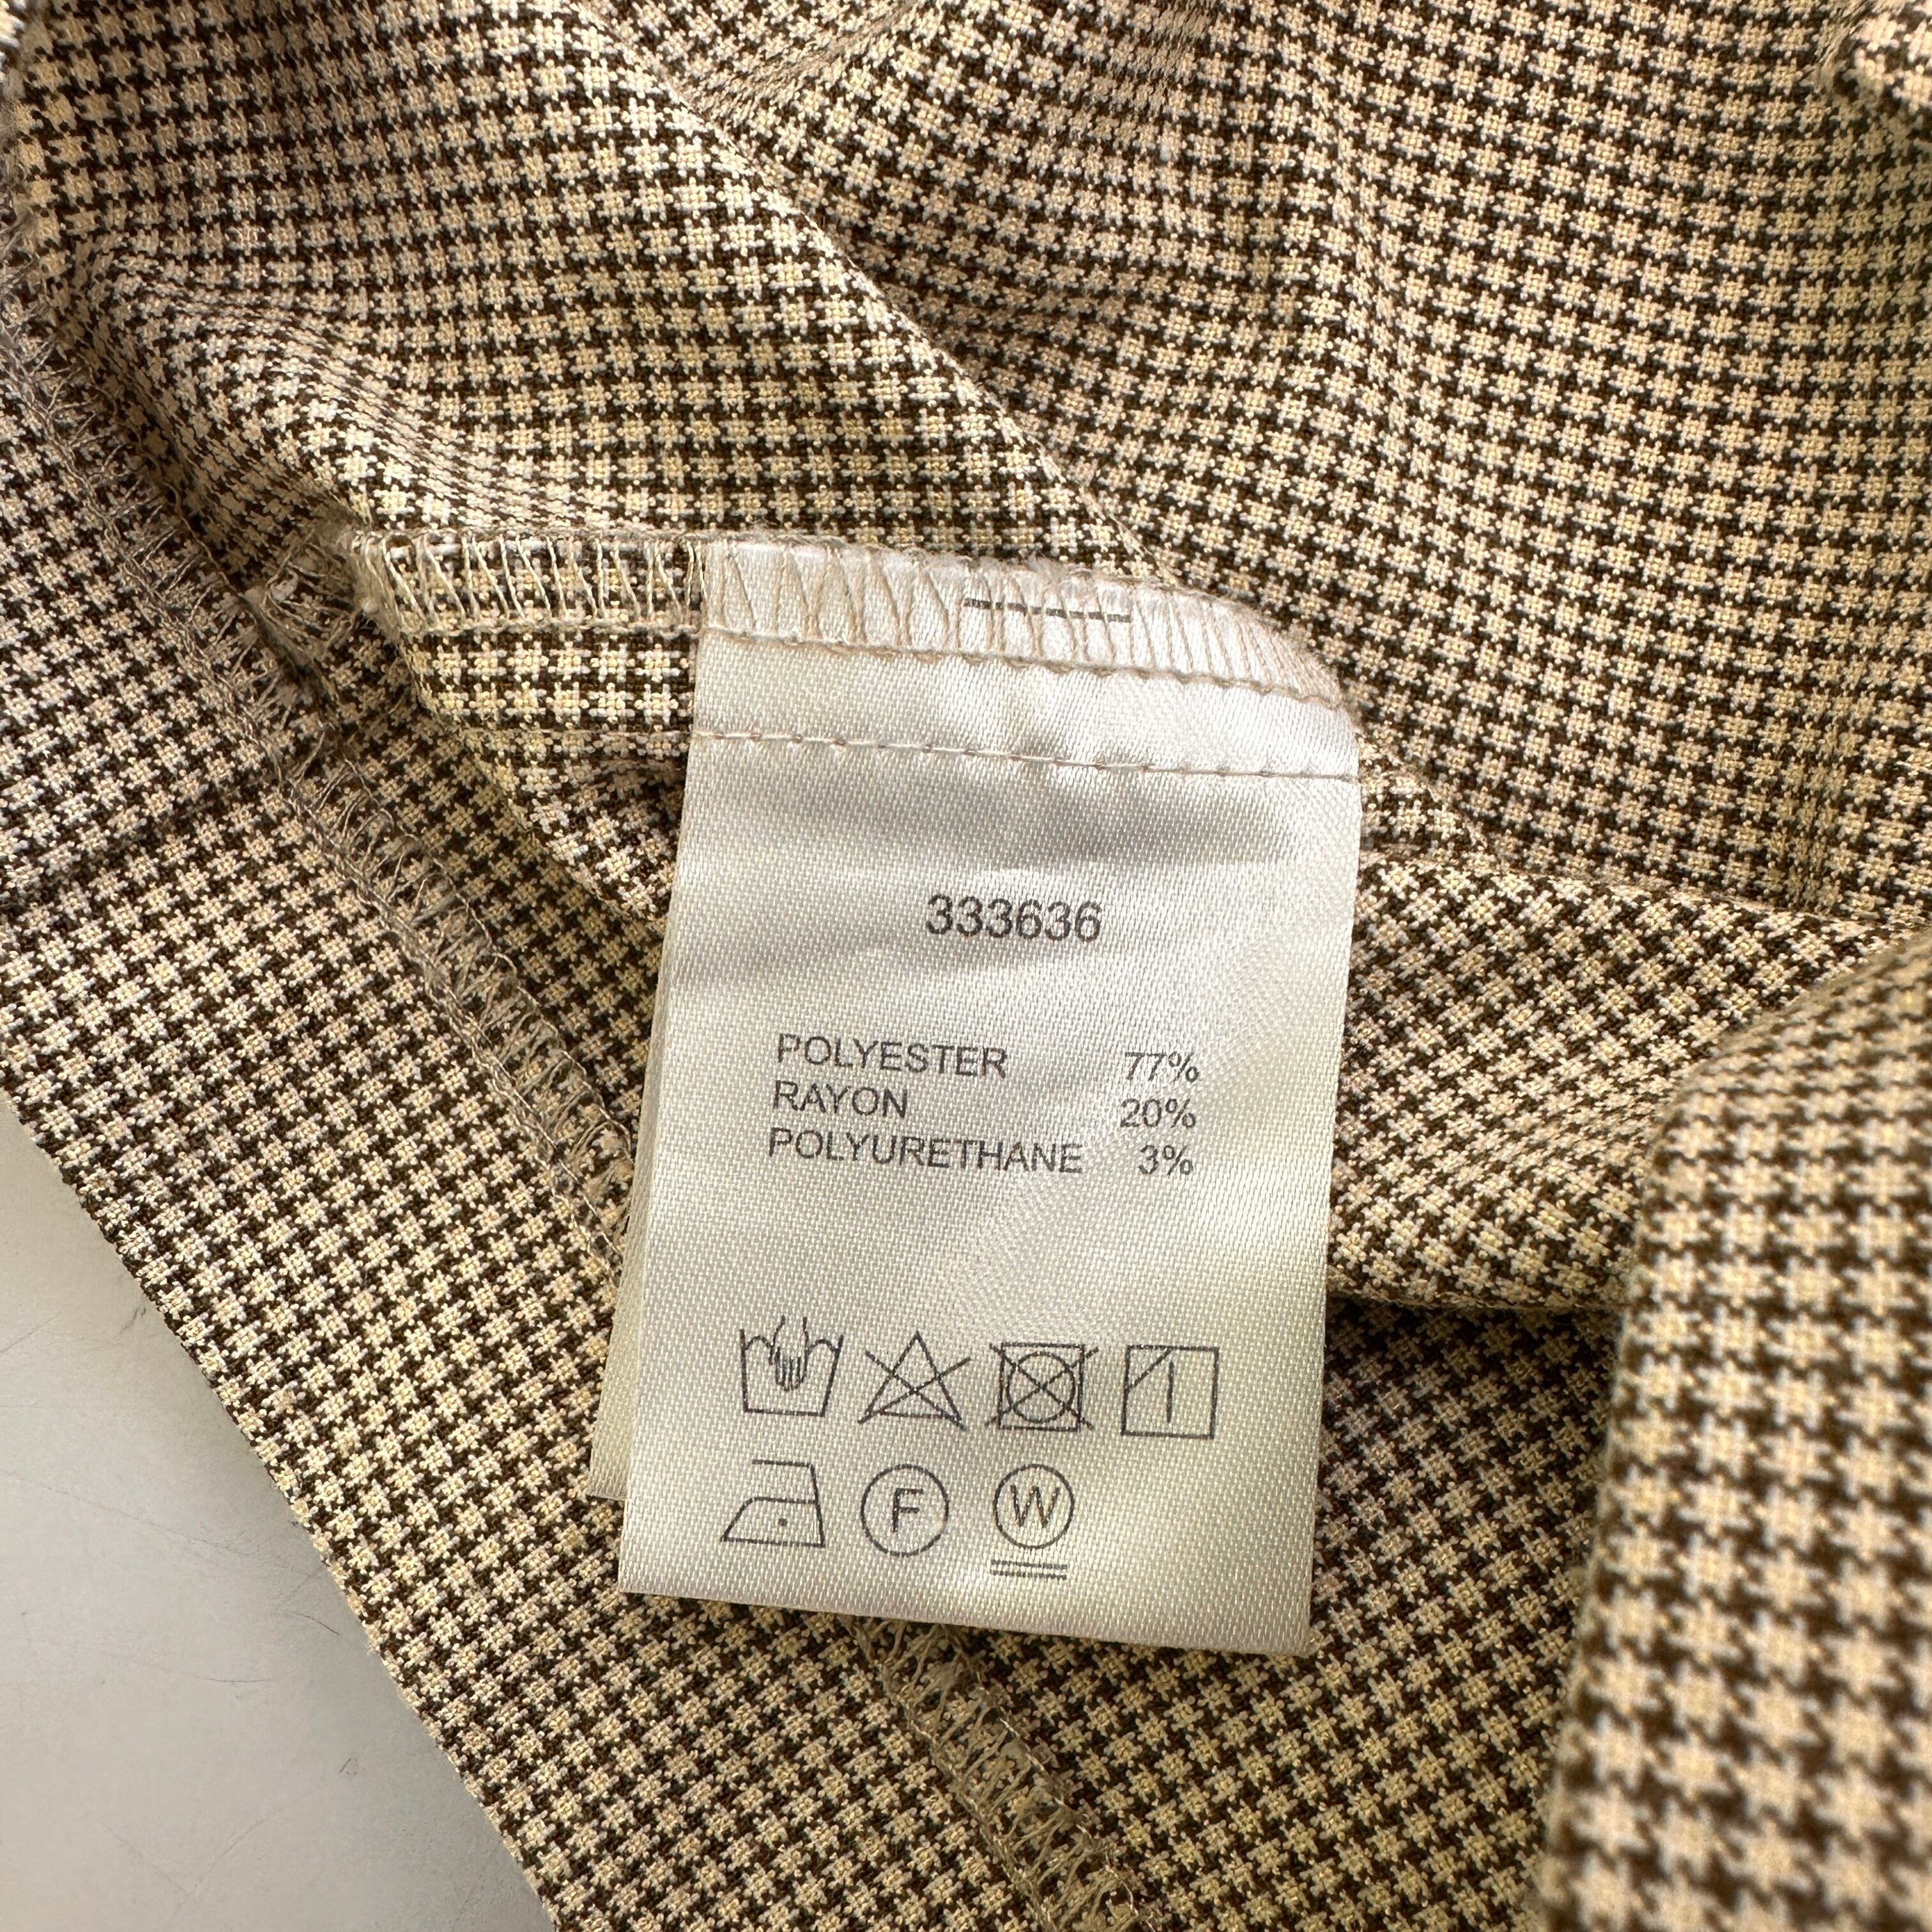 333636
POLYESTER 77%
RAYON 20%
POLYURETHANE 3%
F W